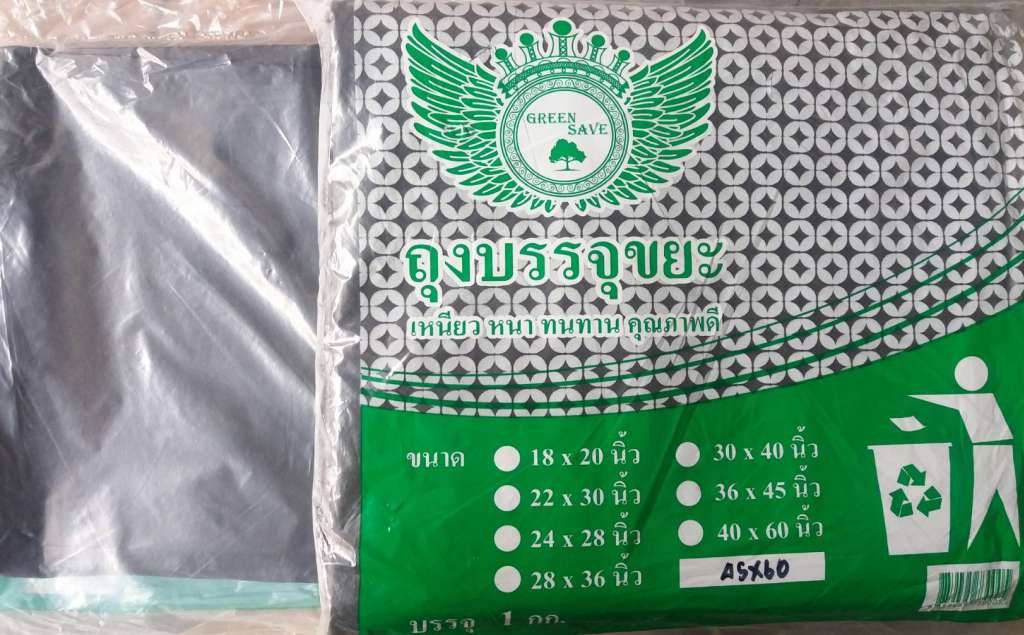 GREEN
SAVE
ถุงบรรจุขยะ
เหนียว หนา ทนทาน คุณภาพดี
ขนาด
18 x 20 นิ้ว
22 x 30 นิ้ว
24 x 28 นิ้ว
28 x 36 นิ้ว
30 x 40 นิ้ว
36 x 45 นิ้ว
40 x 60 นิ้ว
45x60
บรรจุ 1 กก.